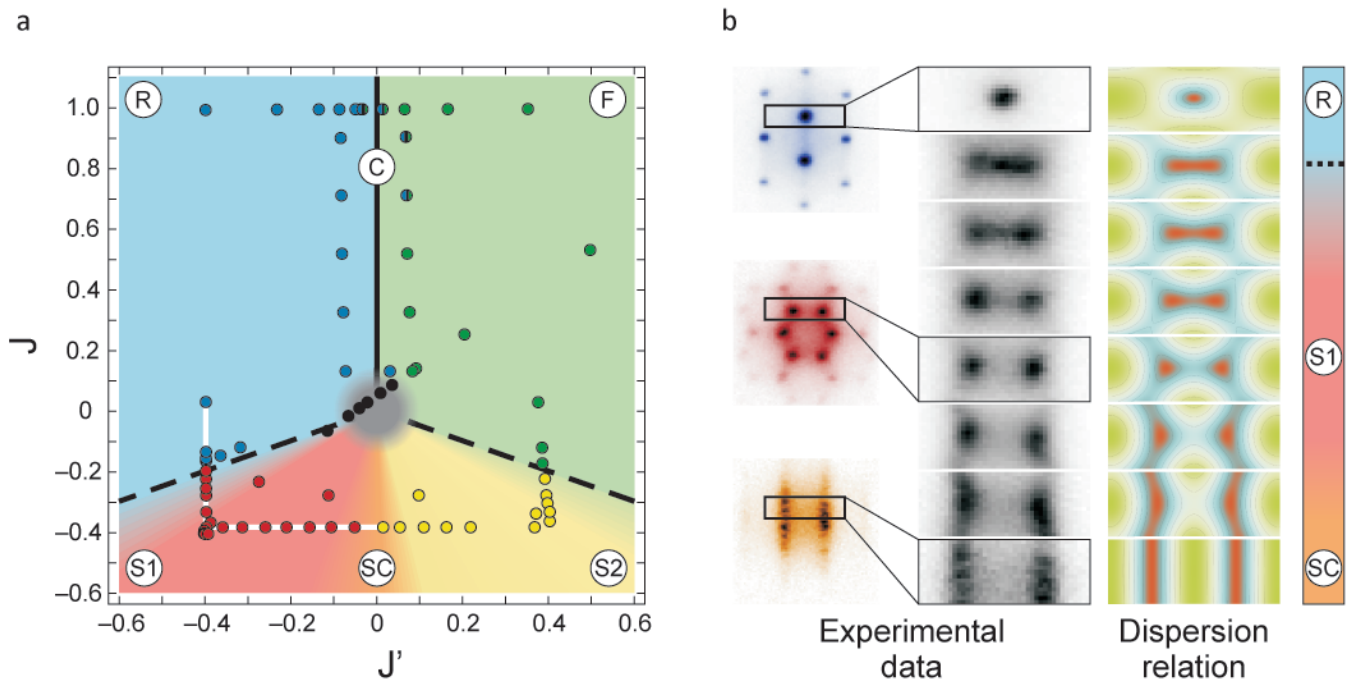 a
R
F
C
1.0
0.8
0.6
0.4
0.2
0
−0.2
−0.4
−0.6
J
S1
SC
S2
−0.6
−0.4
−0.2
0
0.2
0.4
0.6
J'
b
R
S1
SC
Experimental
data
Dispersion
relation